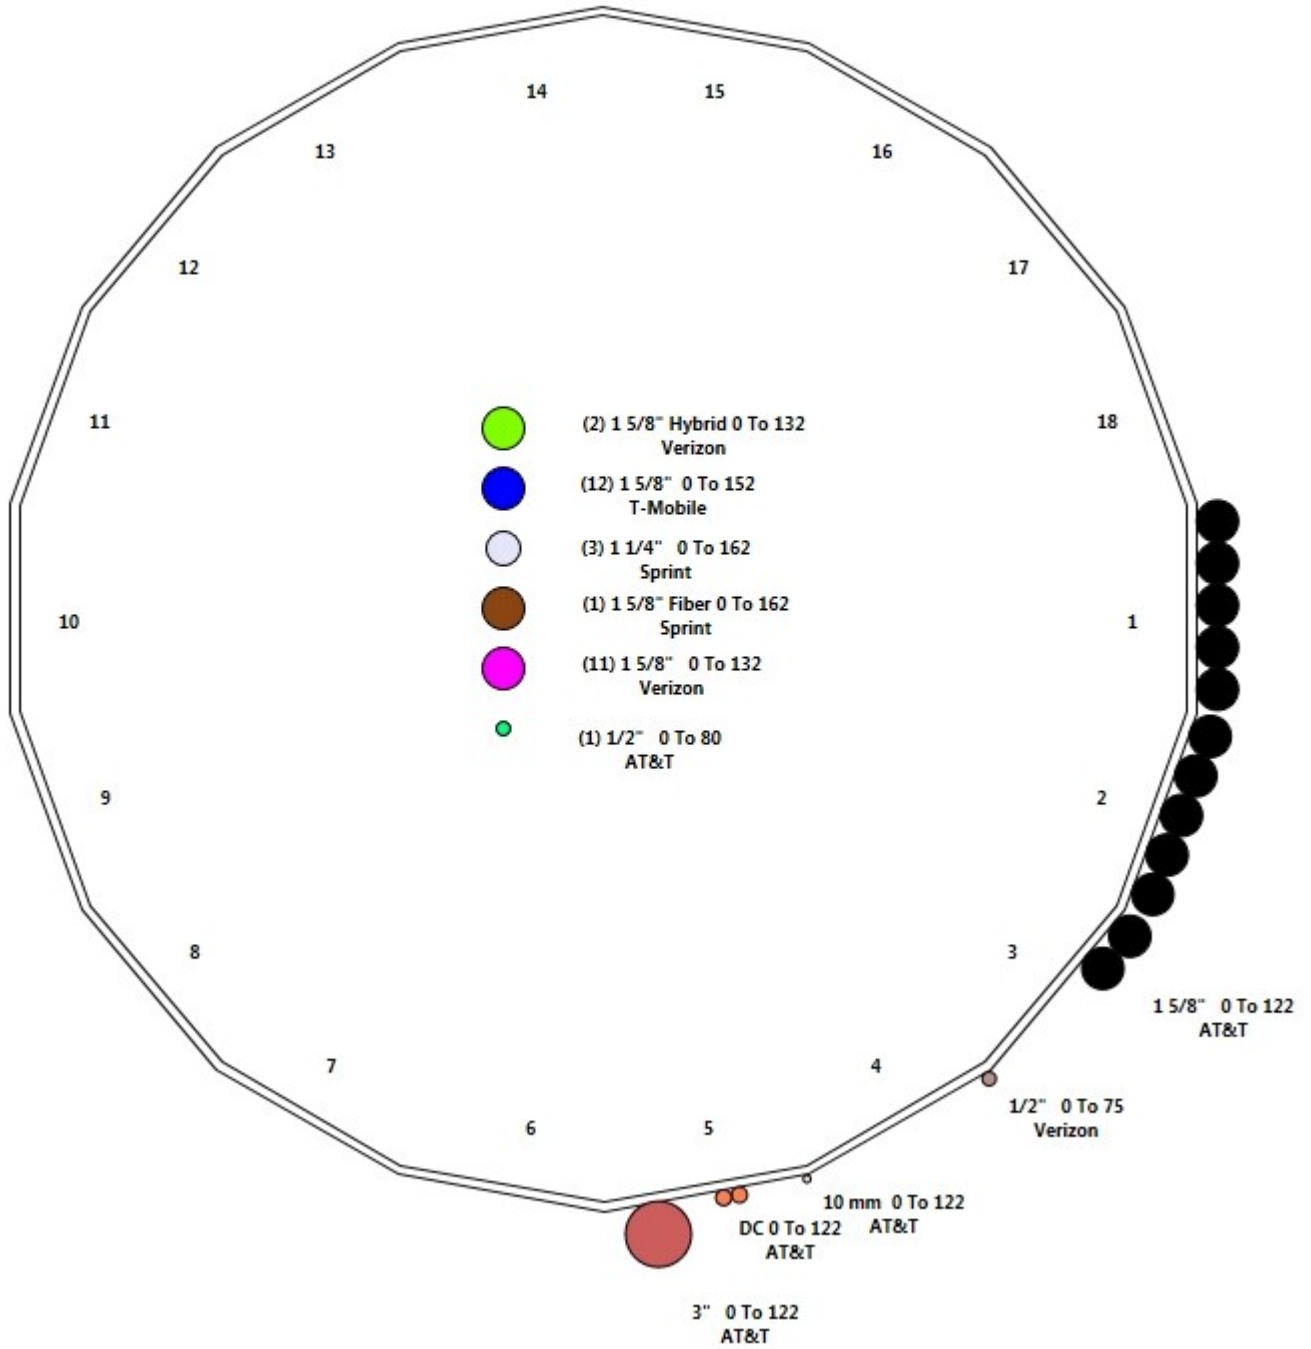 14
15
13
16
12
17
11
18
(2) 1 5/8" Hybrid 0 To 132
Verizon
(12) 1 5/8" 0 To 152
T-Mobile
(3) 1 1/4" 0 To 162
Sprint
(1) 1 5/8" Fiber 0 To 162
Sprint
10
1
(11) 1 5/8" 0 To 132
Verizon
(1) 1/2" 0 To 80
AT&T
9
2
8
3
1 5/8" 0 To 122
AT&T
7
4
1/2" 0 To 75
Verizon
6
5
10 mm 0 To 122
AT&T
DC 0 To 122
AT&T
3" 0 To 122
AT&T